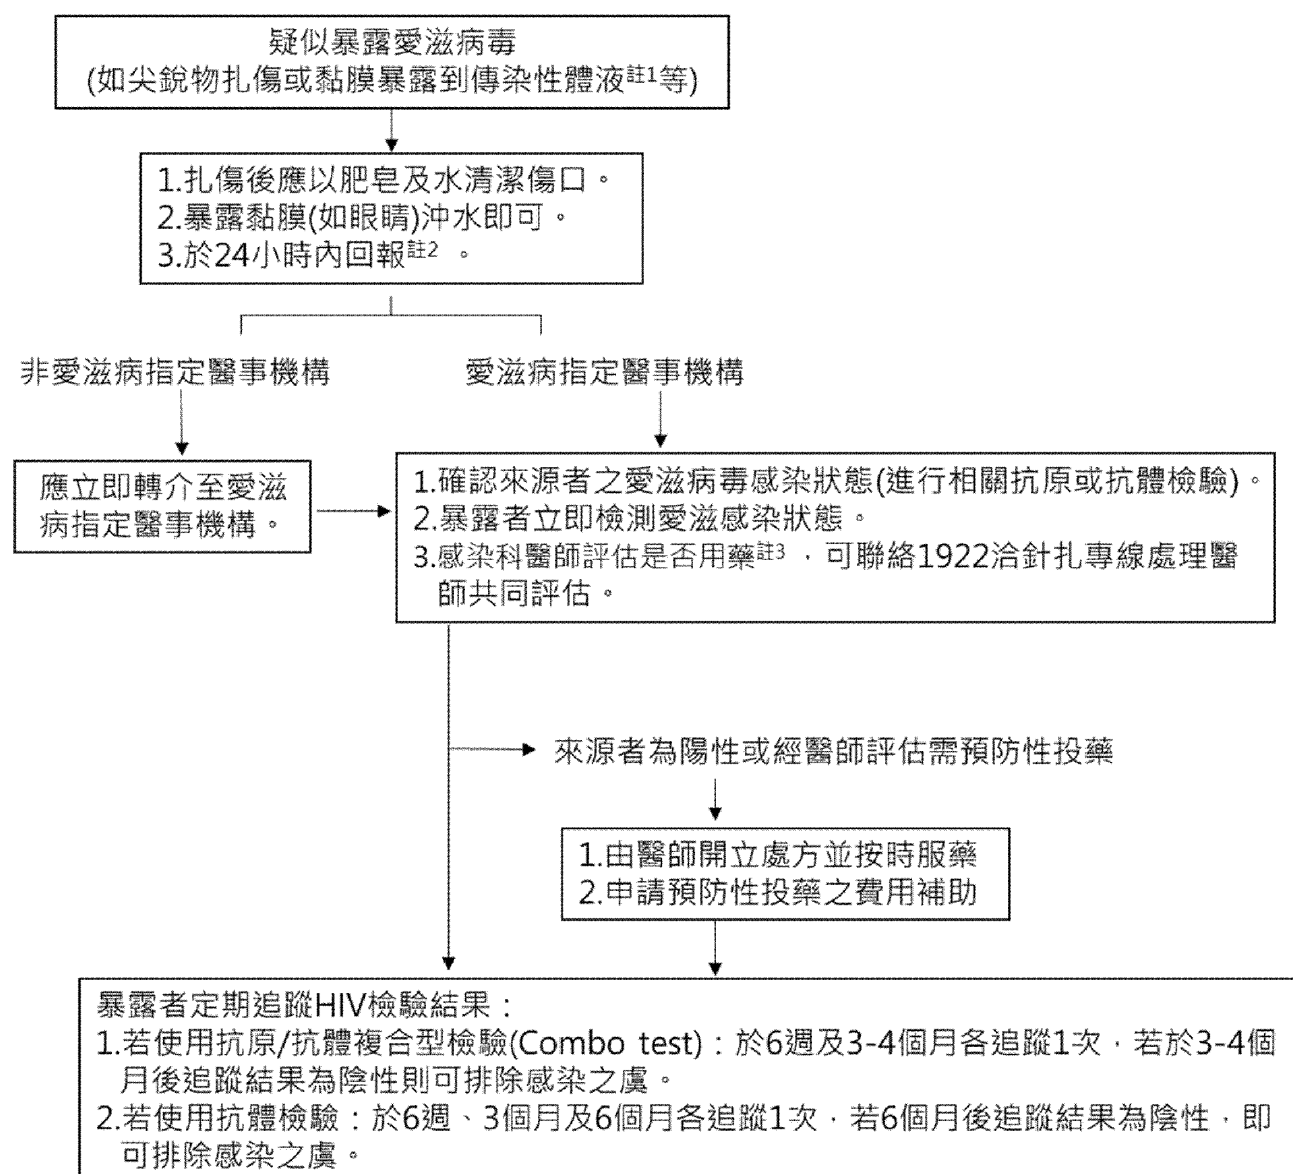 疑似暴露愛滋病毒
(如尖銳物扎傷或黏膜暴露到傳染性體液註1等)
1.扎傷後應以肥皂及水清潔傷口。
2.暴露黏膜(如眼睛)沖水即可。
3.於24小時內回報註2 。
非愛滋病指定醫事機構
愛滋病指定醫事機構
應立即轉介至愛滋
病指定醫事機構。
1.確認來源者之愛滋病毒感染狀態(進行相關抗原或抗體檢驗)。
2.暴露者立即檢測愛滋感染狀態。
3.感染科醫師評估是否用藥註3 ,可聯絡1922洽針扎專線處理醫
師共同評估。
來源者為陽性或經醫師評估需預防性投藥
1.由醫師開立處方並按時服藥
2.申請預防性投藥之費用補助
暴露者定期追蹤HIV檢驗結果:
1.若使用抗原/抗體複合型檢驗(Combo test):於6週及3-4個月各追蹤1次,若於3-4個
月後追蹤結果為陰性則可排除感染之虞。
2.若使用抗體檢驗:於6週、3個月及6個月各追蹤1次,若6個月後追蹤結果為陰性,即
可排除感染之虞。